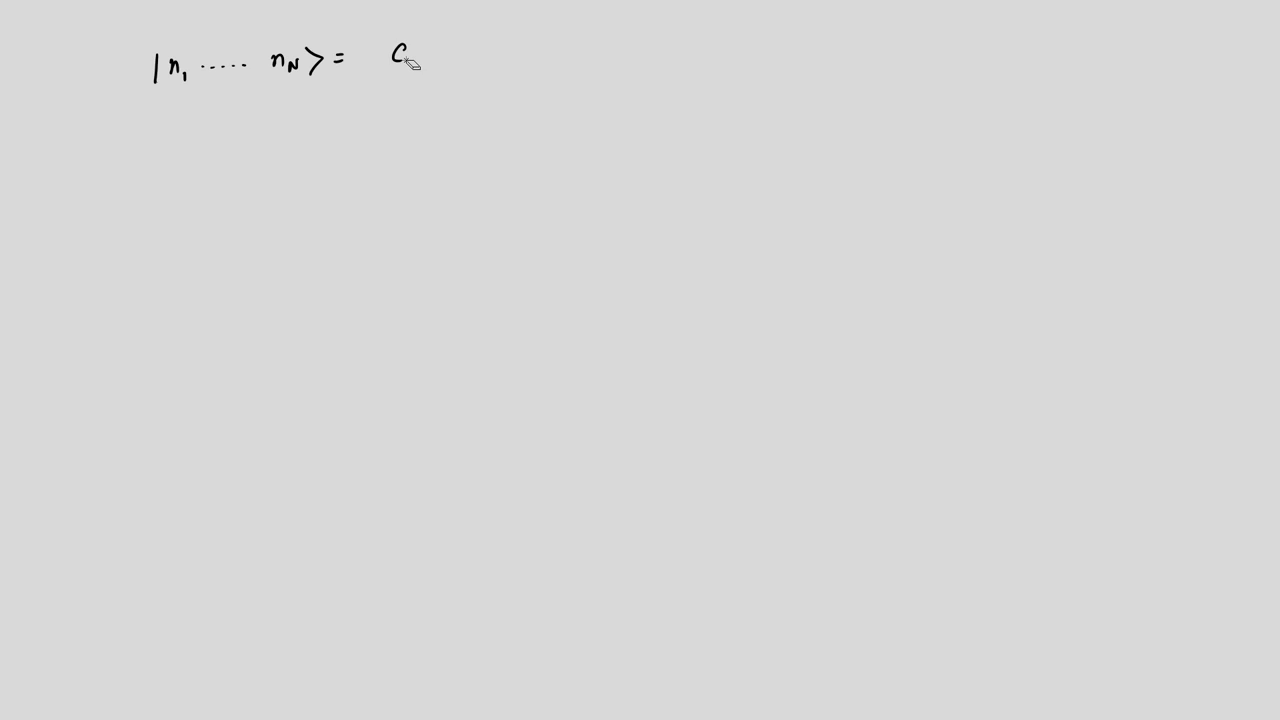 |n₁ ..... n_N> = C